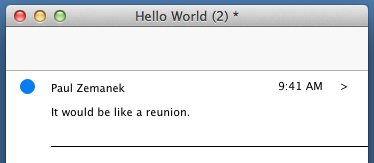 Hello World (2) *
Paul Zemanek 9:41 AM >
It would be like a reunion.